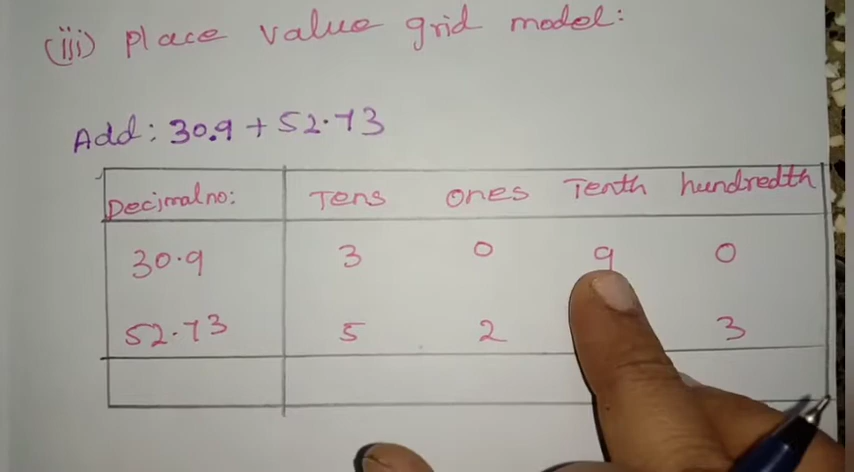 (iii) place value grid model:
Add: 30.9 + 52.73
Decimal no: Tens ones Tenth hundredth
30.9 3 0 9 0
52.73 5 2 3